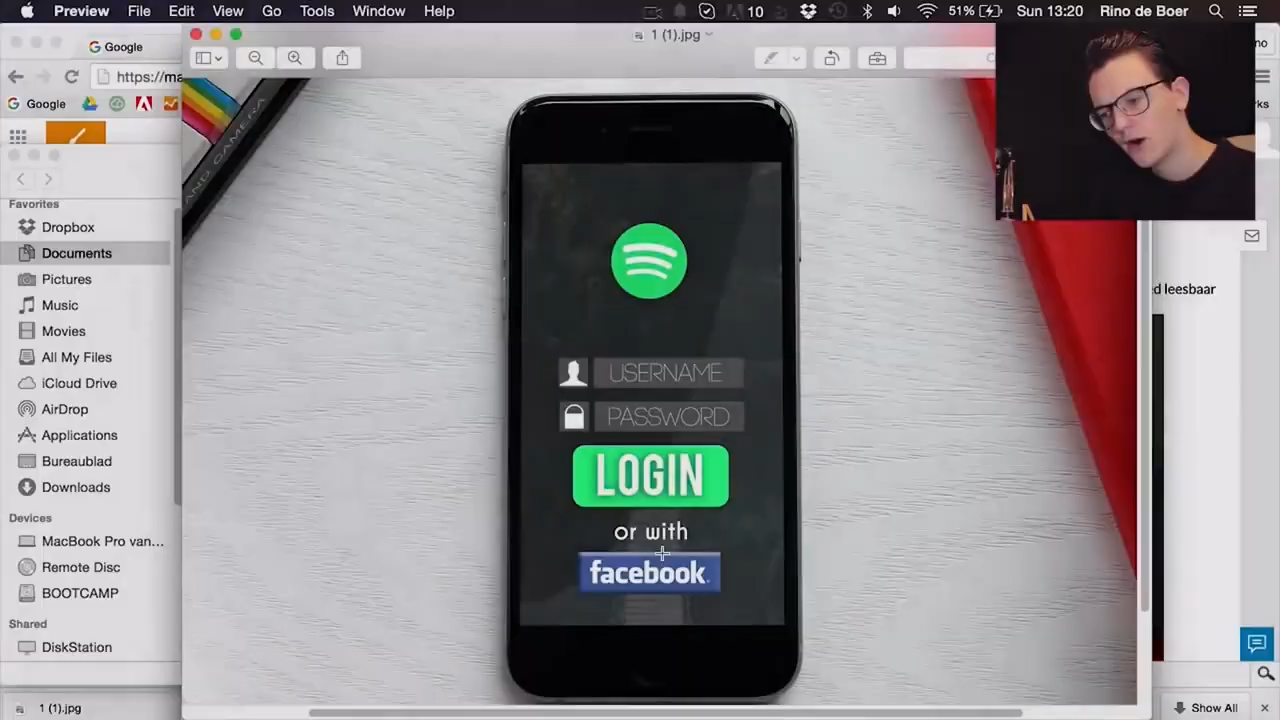 Preview File Edit View Go Tools Window Help 10 51% Sun 13:20 Rino de Boer
1 (1).jpg
Google
https://ma
Google
Favorites
Dropbox
Documents
Pictures
Music
Movies
All My Files
iCloud Drive
AirDrop
Applications
Bureaublad
Downloads
Devices
MacBook Pro van...
Remote Disc
BOOTCAMP
Shared
DiskStation
AND CAMERA
USERNAME
PASSWORD
LOGIN
or with
facebook.
ed leesbaar
1 (1).jpg
Show All